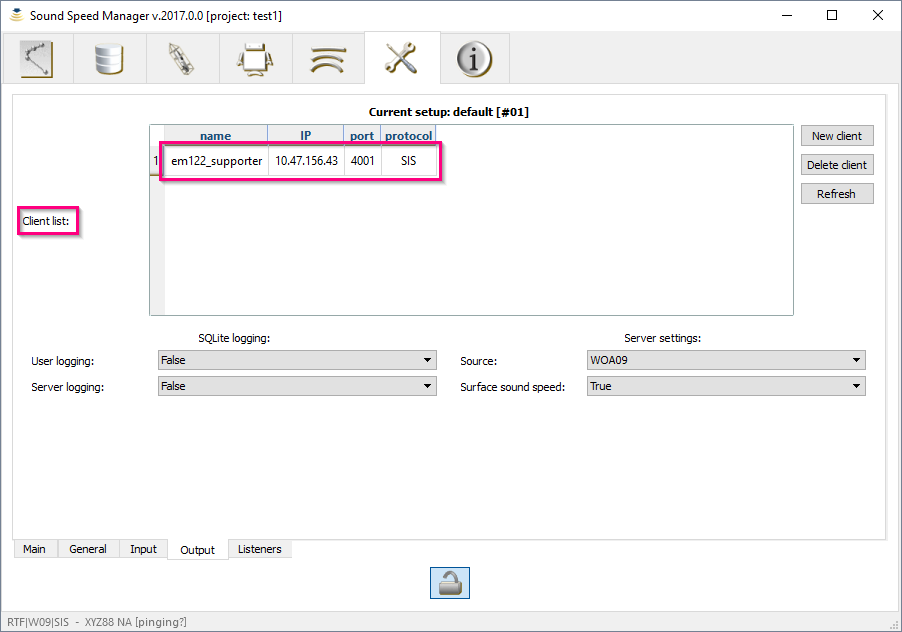 Sound Speed Manager v.2017.0.0 [project: test1]
Current setup: default [#01]
name IP port protocol
1 em122_supporter 10.47.156.43 4001 SIS
New client
Delete client
Refresh
Client list:
SQLite logging: Server settings:
User logging: False Source: WOA09
Server logging: False Surface sound speed: True
Main General Input Output Listeners
RTF|W09|SIS - XYZ88 NA [pinging?]